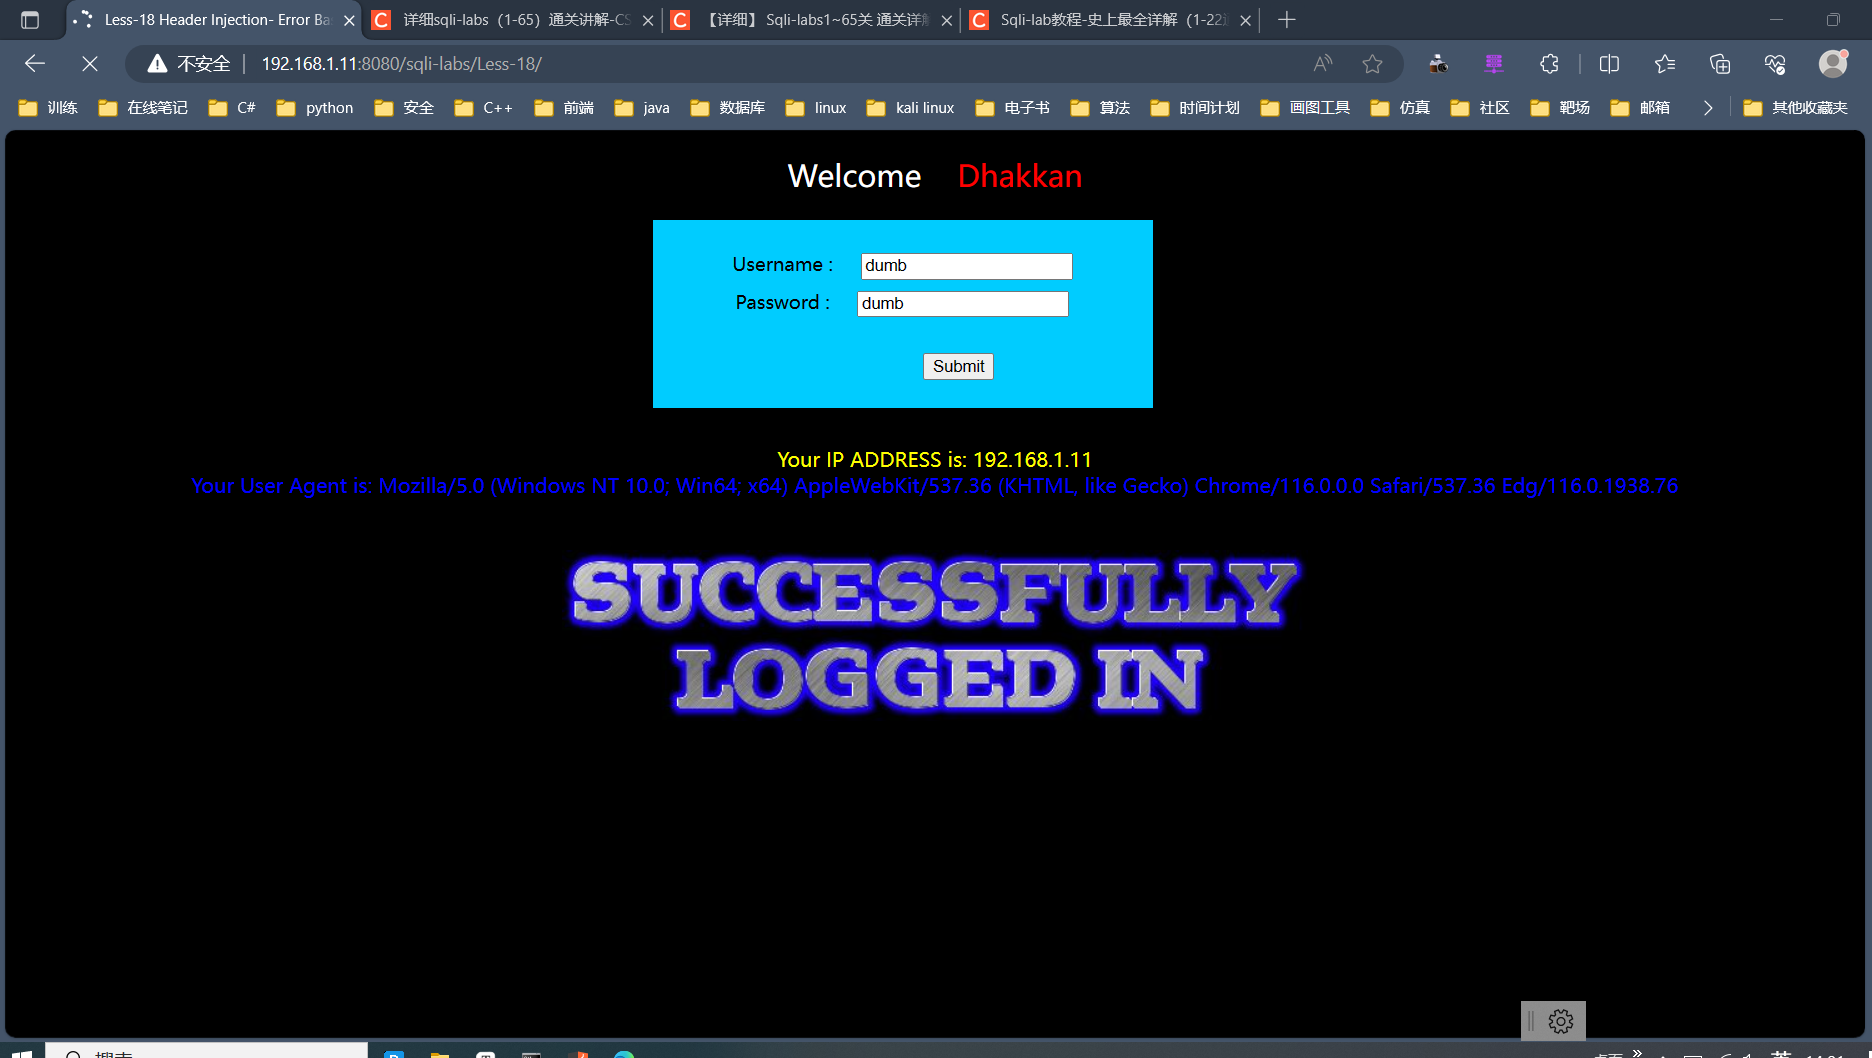 Less-18 Header Injection- Error Ba
详细sqli-labs（1-65）通关讲解-CS
【详细】Sqli-labs1~65关 通关详解
Sqli-lab教程-史上最全详解（1-22通
不安全 192.168.1.11:8080/sqli-labs/Less-18/
训练 在线笔记 C# python 安全 C++ 前端 java 数据库 linux kali linux 电子书 算法 时间计划 画图工具 仿真 社区 靶场 邮箱 其他收藏夹
Welcome Dhakkan
Username : dumb
Password : dumb
Submit
Your IP ADDRESS is: 192.168.1.11
Your User Agent is: Mozilla/5.0 (Windows NT 10.0; Win64; x64) AppleWebKit/537.36 (KHTML, like Gecko) Chrome/116.0.0.0 Safari/537.36 Edg/116.0.1938.76
SUCCESSFULLY
LOGGED IN
搜索